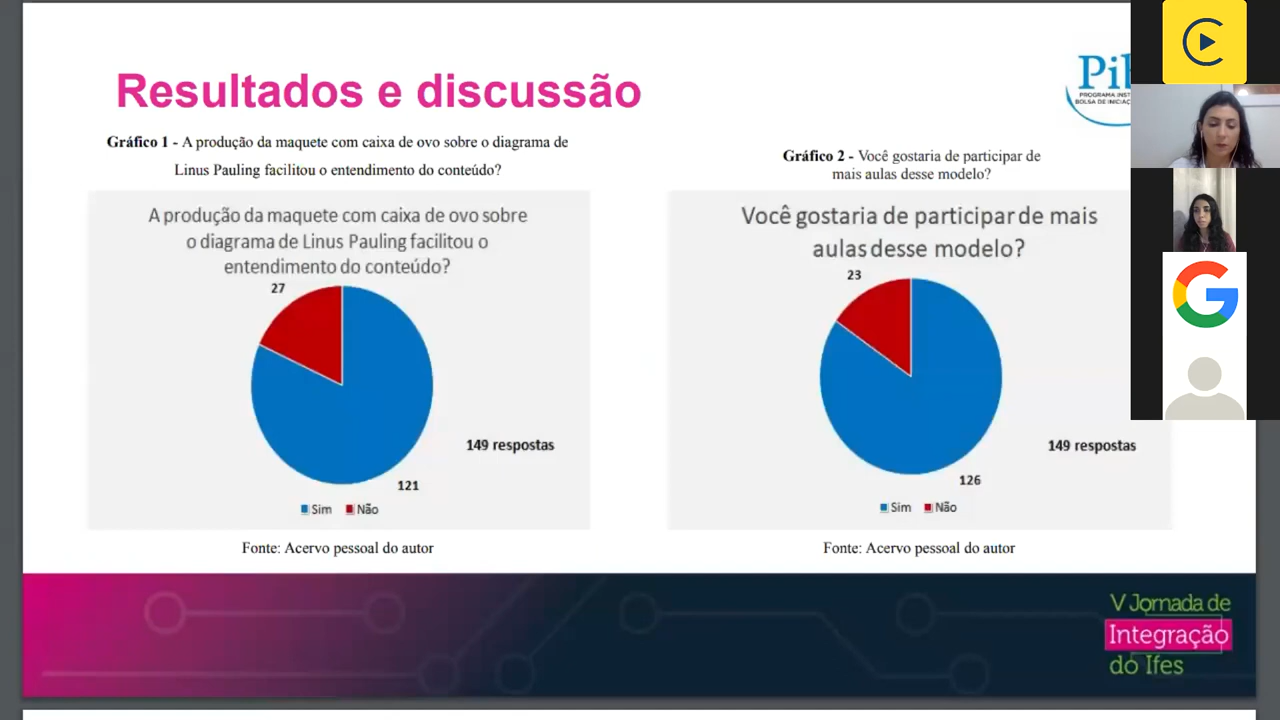 Resultados e discussão
Gráfico 1 - A produção da maquete com caixa de ovo sobre o diagrama de
Linus Pauling facilitou o entendimento do conteúdo?
A produção da maquete com caixa de ovo sobre
o diagrama de Linus Pauling facilitou o
entendimento do conteúdo?
27
121
149 respostas
Sim Não
Fonte: Acervo pessoal do autor
Gráfico 2 - Você gostaria de participar de
mais aulas desse modelo?
Você gostaria de participar de mais
aulas desse modelo?
23
126
149 respostas
Sim Não
Fonte: Acervo pessoal do autor
PROGRAMA
BOLSA DE
V Jornada de
Integração
do Ifes